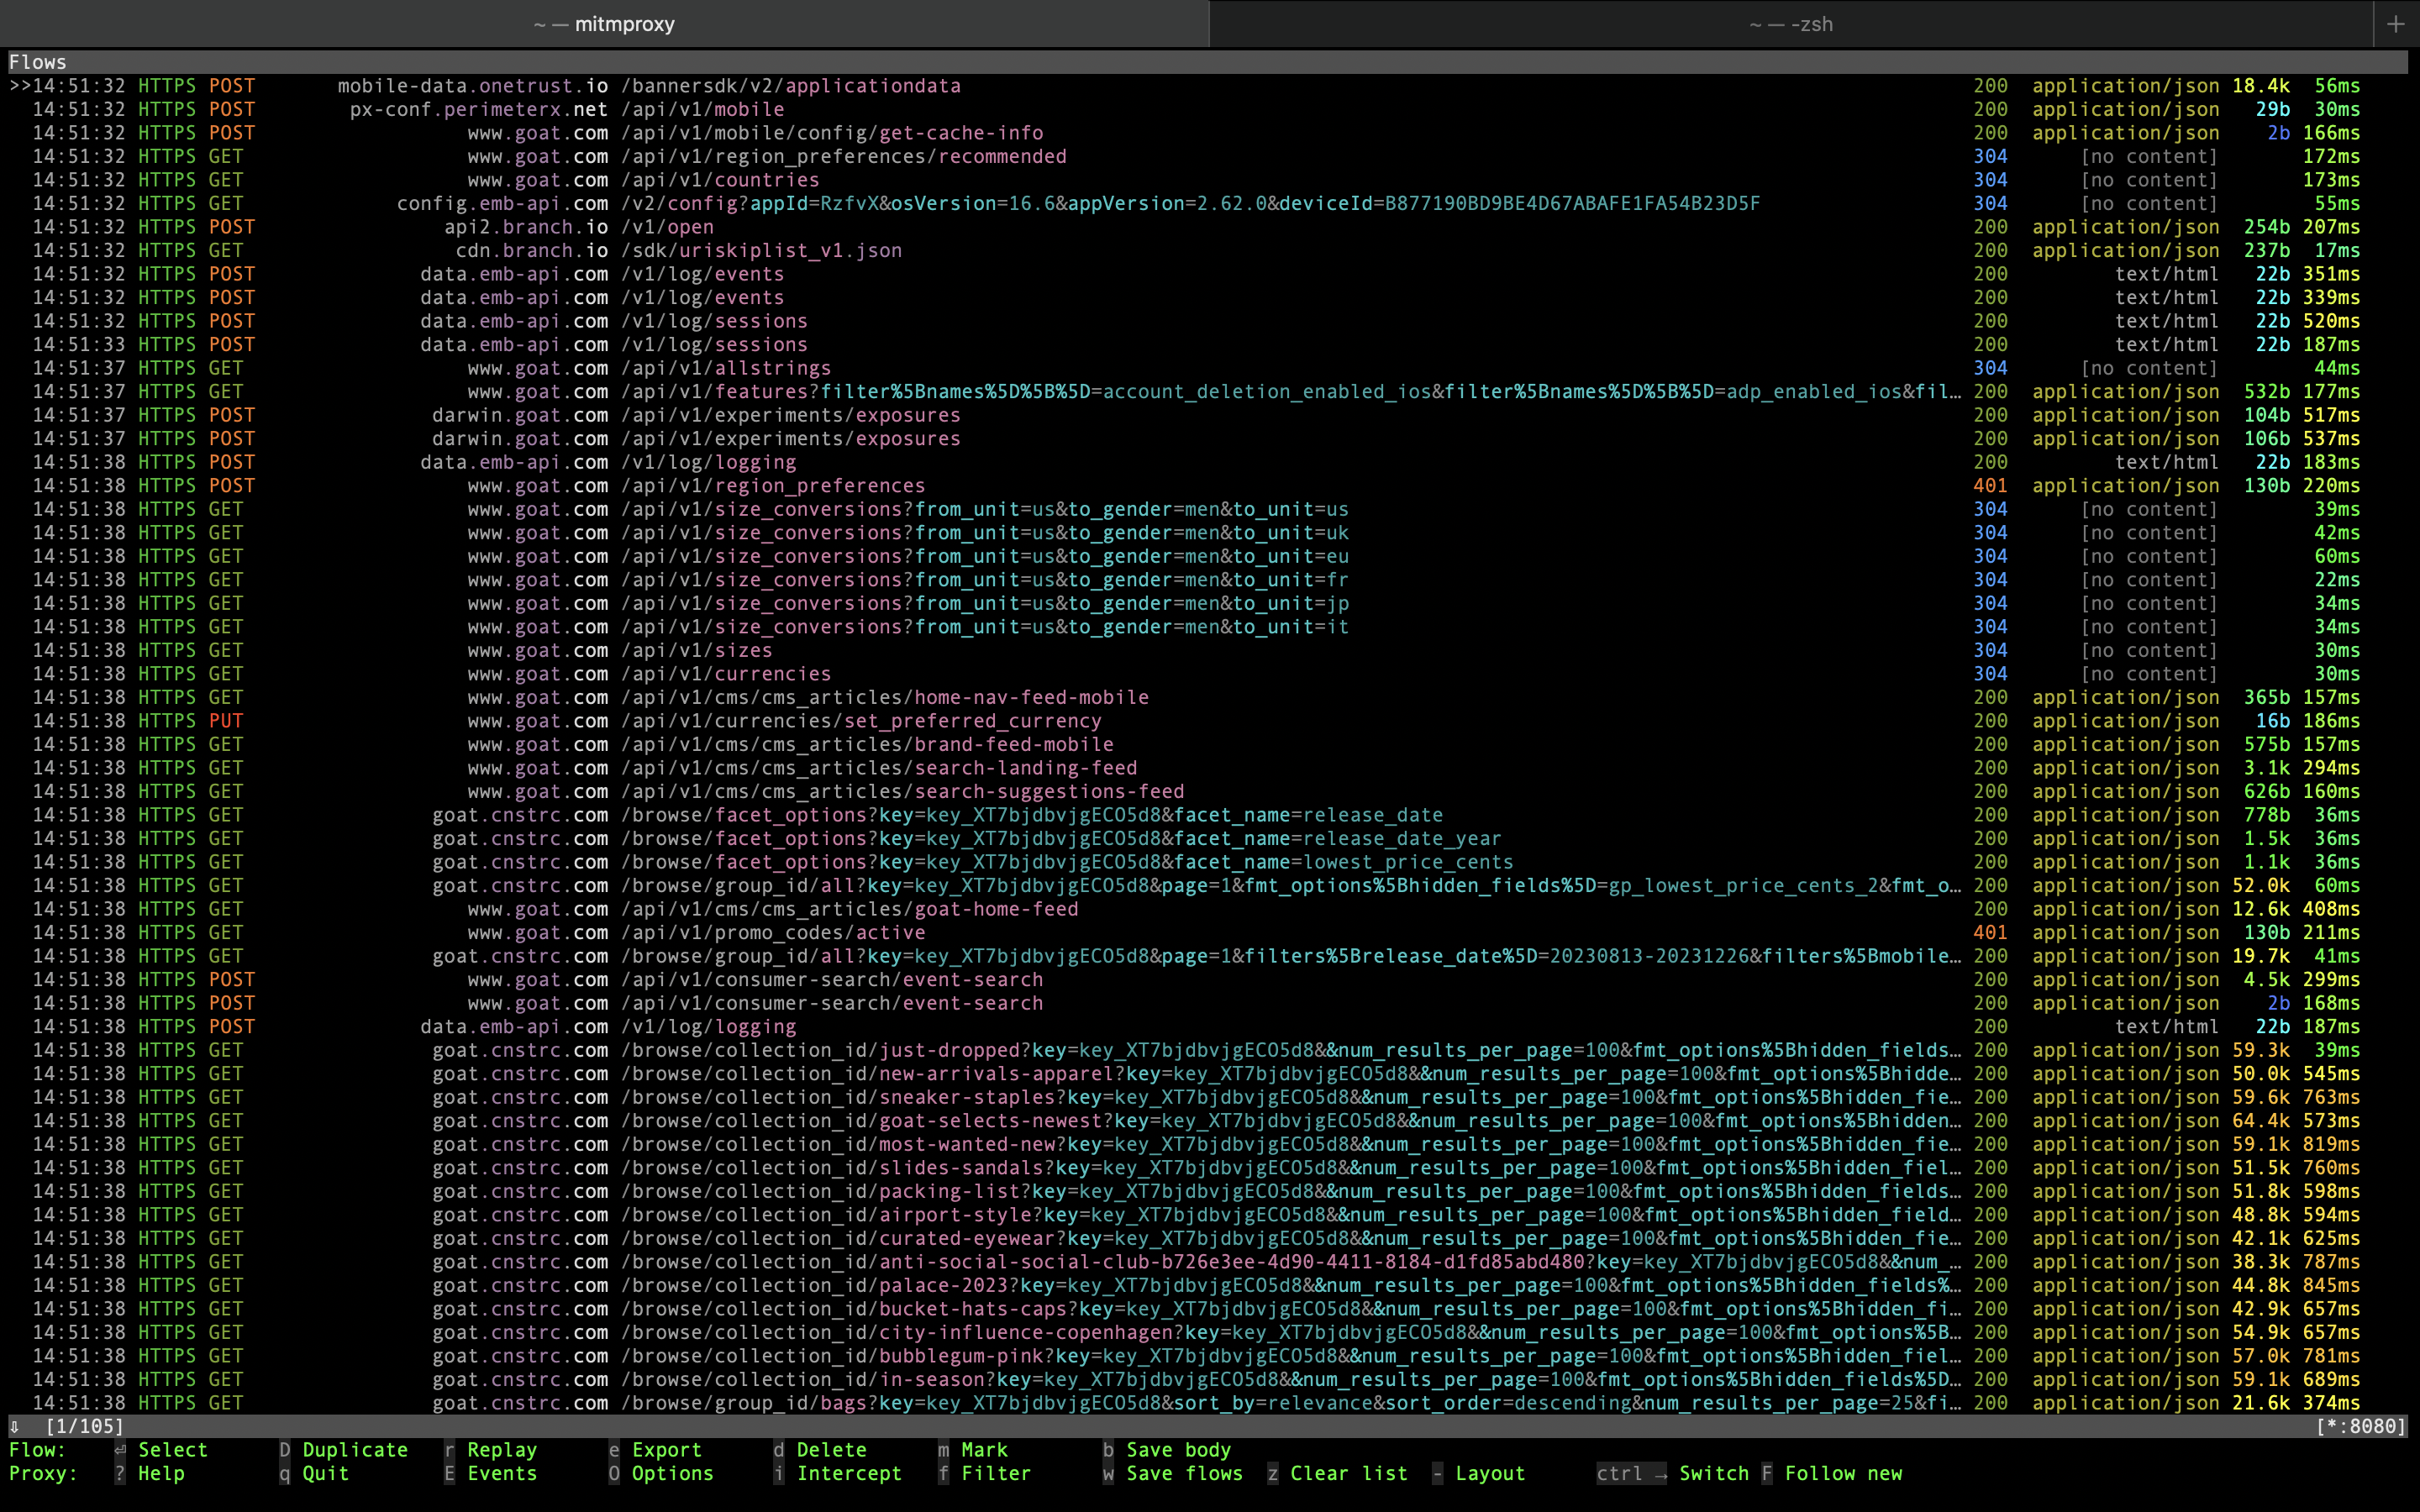 ~ — mitmproxy ~ — -zsh +
Flows
>>14:51:32 HTTPS POST mobile-data.onetrust.io /bannersdk/v2/applicationdata 200 application/json 18.4k 56ms
14:51:32 HTTPS POST px-conf.perimeterx.net /api/v1/mobile 200 application/json 29b 30ms
14:51:32 HTTPS POST www.goat.com /api/v1/mobile/config/get-cache-info 200 application/json 2b 166ms
14:51:32 HTTPS GET www.goat.com /api/v1/region_preferences/recommended 304 [no content] 172ms
14:51:32 HTTPS GET www.goat.com /api/v1/countries 304 [no content] 173ms
14:51:32 HTTPS GET config.emb-api.com /v2/config?appId=RzfvX&osVersion=16.6&appVersion=2.62.0&deviceId=B877190BD9BE4D67ABAFE1FA54B23D5F 304 [no content] 55ms
14:51:32 HTTPS POST api2.branch.io /v1/open 200 application/json 254b 207ms
14:51:32 HTTPS GET cdn.branch.io /sdk/uriskiplist_v1.json 200 application/json 237b 17ms
14:51:32 HTTPS POST data.emb-api.com /v1/log/events 200 text/html 22b 351ms
14:51:32 HTTPS POST data.emb-api.com /v1/log/events 200 text/html 22b 339ms
14:51:32 HTTPS POST data.emb-api.com /v1/log/sessions 200 text/html 22b 520ms
14:51:33 HTTPS POST data.emb-api.com /v1/log/sessions 200 text/html 22b 187ms
14:51:37 HTTPS GET www.goat.com /api/v1/allstrings 304 [no content] 44ms
14:51:37 HTTPS GET www.goat.com /api/v1/features?filter%5Bnames%5D%5B%5D=account_deletion_enabled_ios&filter%5Bnames%5D%5B%5D=adp_enabled_ios&fil… 200 application/json 532b 177ms
14:51:37 HTTPS POST darwin.goat.com /api/v1/experiments/exposures 200 application/json 104b 517ms
14:51:37 HTTPS POST darwin.goat.com /api/v1/experiments/exposures 200 application/json 106b 537ms
14:51:38 HTTPS POST data.emb-api.com /v1/log/logging 200 text/html 22b 183ms
14:51:38 HTTPS POST www.goat.com /api/v1/region_preferences 401 application/json 130b 220ms
14:51:38 HTTPS GET www.goat.com /api/v1/size_conversions?from_unit=us&to_gender=men&to_unit=us 304 [no content] 39ms
14:51:38 HTTPS GET www.goat.com /api/v1/size_conversions?from_unit=us&to_gender=men&to_unit=uk 304 [no content] 42ms
14:51:38 HTTPS GET www.goat.com /api/v1/size_conversions?from_unit=us&to_gender=men&to_unit=eu 304 [no content] 60ms
14:51:38 HTTPS GET www.goat.com /api/v1/size_conversions?from_unit=us&to_gender=men&to_unit=fr 304 [no content] 22ms
14:51:38 HTTPS GET www.goat.com /api/v1/size_conversions?from_unit=us&to_gender=men&to_unit=jp 304 [no content] 34ms
14:51:38 HTTPS GET www.goat.com /api/v1/size_conversions?from_unit=us&to_gender=men&to_unit=it 304 [no content] 34ms
14:51:38 HTTPS GET www.goat.com /api/v1/sizes 304 [no content] 30ms
14:51:38 HTTPS GET www.goat.com /api/v1/currencies 304 [no content] 30ms
14:51:38 HTTPS GET www.goat.com /api/v1/cms/cms_articles/home-nav-feed-mobile 200 application/json 365b 157ms
14:51:38 HTTPS PUT www.goat.com /api/v1/currencies/set_preferred_currency 200 application/json 16b 186ms
14:51:38 HTTPS GET www.goat.com /api/v1/cms/cms_articles/brand-feed-mobile 200 application/json 575b 157ms
14:51:38 HTTPS GET www.goat.com /api/v1/cms/cms_articles/search-landing-feed 200 application/json 3.1k 294ms
14:51:38 HTTPS GET www.goat.com /api/v1/cms/cms_articles/search-suggestions-feed 200 application/json 626b 160ms
14:51:38 HTTPS GET goat.cnstrc.com /browse/facet_options?key=key_XT7bjdbvjgECO5d8&facet_name=release_date 200 application/json 778b 36ms
14:51:38 HTTPS GET goat.cnstrc.com /browse/facet_options?key=key_XT7bjdbvjgECO5d8&facet_name=release_date_year 200 application/json 1.5k 36ms
14:51:38 HTTPS GET goat.cnstrc.com /browse/facet_options?key=key_XT7bjdbvjgECO5d8&facet_name=lowest_price_cents 200 application/json 1.1k 36ms
14:51:38 HTTPS GET goat.cnstrc.com /browse/group_id/all?key=key_XT7bjdbvjgECO5d8&page=1&fmt_options%5Bhidden_fields%5D=gp_lowest_price_cents_2&fmt_o… 200 application/json 52.0k 60ms
14:51:38 HTTPS GET www.goat.com /api/v1/cms/cms_articles/goat-home-feed 200 application/json 12.6k 408ms
14:51:38 HTTPS GET www.goat.com /api/v1/promo_codes/active 401 application/json 130b 211ms
14:51:38 HTTPS GET goat.cnstrc.com /browse/group_id/all?key=key_XT7bjdbvjgECO5d8&page=1&filters%5Brelease_date%5D=20230813-20231226&filters%5Bmobile… 200 application/json 19.7k 41ms
14:51:38 HTTPS POST www.goat.com /api/v1/consumer-search/event-search 200 application/json 4.5k 299ms
14:51:38 HTTPS POST www.goat.com /api/v1/consumer-search/event-search 200 application/json 2b 168ms
14:51:38 HTTPS POST data.emb-api.com /v1/log/logging 200 text/html 22b 187ms
14:51:38 HTTPS GET goat.cnstrc.com /browse/collection_id/just-dropped?key=key_XT7bjdbvjgECO5d8&&num_results_per_page=100&fmt_options%5Bhidden_fields… 200 application/json 59.3k 39ms
14:51:38 HTTPS GET goat.cnstrc.com /browse/collection_id/new-arrivals-apparel?key=key_XT7bjdbvjgECO5d8&&num_results_per_page=100&fmt_options%5Bhidde… 200 application/json 50.0k 545ms
14:51:38 HTTPS GET goat.cnstrc.com /browse/collection_id/sneaker-staples?key=key_XT7bjdbvjgECO5d8&&num_results_per_page=100&fmt_options%5Bhidden_fie… 200 application/json 59.6k 763ms
14:51:38 HTTPS GET goat.cnstrc.com /browse/collection_id/goat-selects-newest?key=key_XT7bjdbvjgECO5d8&&num_results_per_page=100&fmt_options%5Bhidden… 200 application/json 64.4k 573ms
14:51:38 HTTPS GET goat.cnstrc.com /browse/collection_id/most-wanted-new?key=key_XT7bjdbvjgECO5d8&&num_results_per_page=100&fmt_options%5Bhidden_fie… 200 application/json 59.1k 819ms
14:51:38 HTTPS GET goat.cnstrc.com /browse/collection_id/slides-sandals?key=key_XT7bjdbvjgECO5d8&&num_results_per_page=100&fmt_options%5Bhidden_fiel… 200 application/json 51.5k 760ms
14:51:38 HTTPS GET goat.cnstrc.com /browse/collection_id/packing-list?key=key_XT7bjdbvjgECO5d8&&num_results_per_page=100&fmt_options%5Bhidden_fields… 200 application/json 51.8k 598ms
14:51:38 HTTPS GET goat.cnstrc.com /browse/collection_id/airport-style?key=key_XT7bjdbvjgECO5d8&&num_results_per_page=100&fmt_options%5Bhidden_field… 200 application/json 48.8k 594ms
14:51:38 HTTPS GET goat.cnstrc.com /browse/collection_id/curated-eyewear?key=key_XT7bjdbvjgECO5d8&&num_results_per_page=100&fmt_options%5Bhidden_fie… 200 application/json 42.1k 625ms
14:51:38 HTTPS GET goat.cnstrc.com /browse/collection_id/anti-social-social-club-b726e3ee-4d90-4411-8184-d1fd85abd480?key=key_XT7bjdbvjgECO5d8&&num_… 200 application/json 38.3k 787ms
14:51:38 HTTPS GET goat.cnstrc.com /browse/collection_id/palace-2023?key=key_XT7bjdbvjgECO5d8&&num_results_per_page=100&fmt_options%5Bhidden_fields%… 200 application/json 44.8k 845ms
14:51:38 HTTPS GET goat.cnstrc.com /browse/collection_id/bucket-hats-caps?key=key_XT7bjdbvjgECO5d8&&num_results_per_page=100&fmt_options%5Bhidden_fi… 200 application/json 42.9k 657ms
14:51:38 HTTPS GET goat.cnstrc.com /browse/collection_id/city-influence-copenhagen?key=key_XT7bjdbvjgECO5d8&&num_results_per_page=100&fmt_options%5B… 200 application/json 54.9k 657ms
14:51:38 HTTPS GET goat.cnstrc.com /browse/collection_id/bubblegum-pink?key=key_XT7bjdbvjgECO5d8&&num_results_per_page=100&fmt_options%5Bhidden_fiel… 200 application/json 57.0k 781ms
14:51:38 HTTPS GET goat.cnstrc.com /browse/collection_id/in-season?key=key_XT7bjdbvjgECO5d8&&num_results_per_page=100&fmt_options%5Bhidden_fields%5D… 200 application/json 59.1k 689ms
14:51:38 HTTPS GET goat.cnstrc.com /browse/group_id/bags?key=key_XT7bjdbvjgECO5d8&sort_by=relevance&sort_order=descending&num_results_per_page=25&fi… 200 application/json 21.6k 374ms
⇩ [1/105] [*:8080]
Flow: ⏎ Select D Duplicate r Replay e Export d Delete m Mark b Save body
Proxy: ? Help q Quit E Events O Options i Intercept f Filter w Save flows z Clear list - Layout ctrl → Switch F Follow new